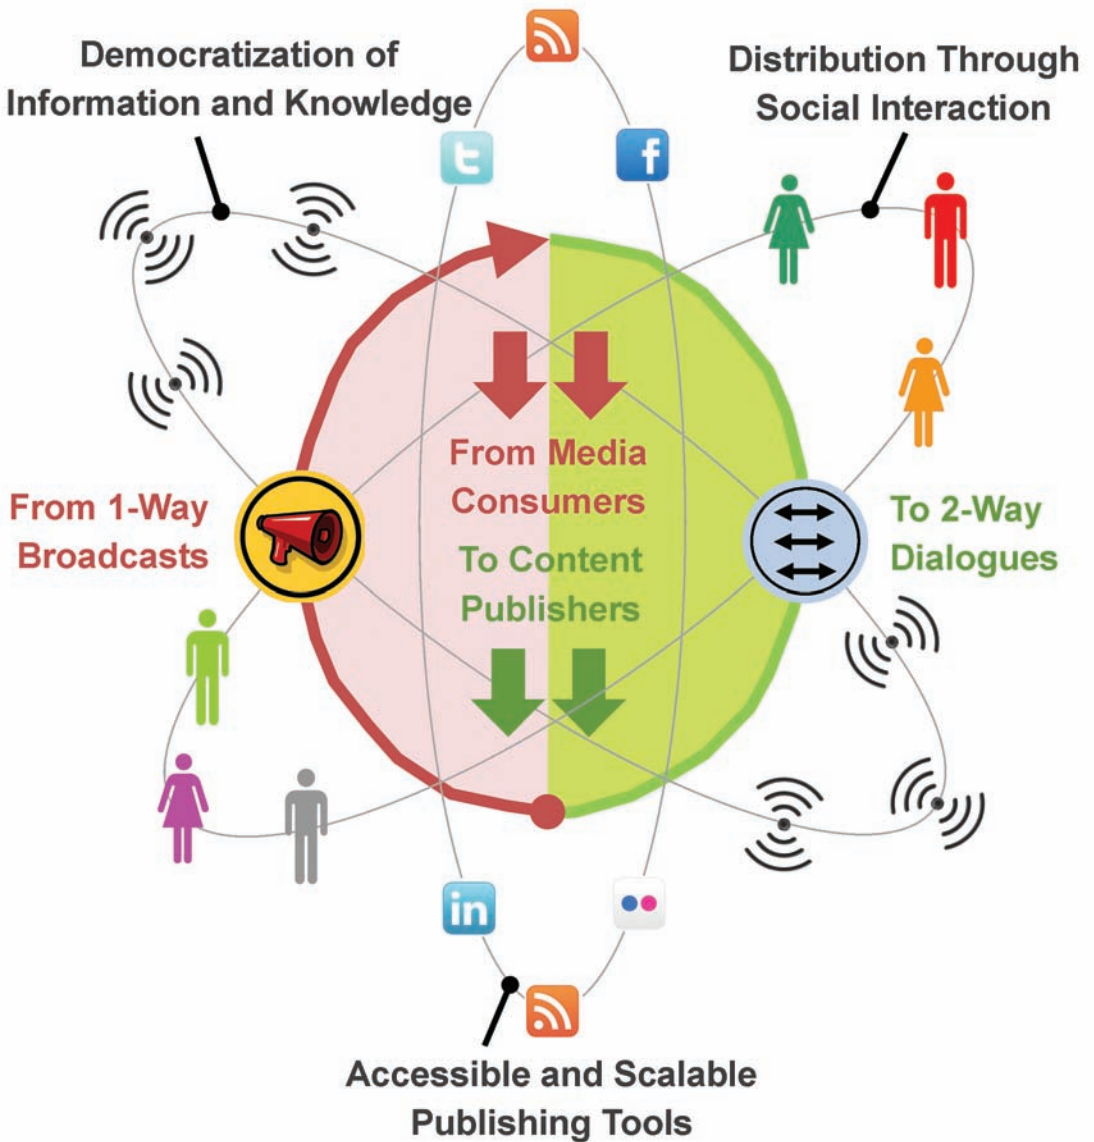 Democratization of
Information and Knowledge
Distribution Through
Social Interaction
t
f
From Media
Consumers
To Content
Publishers
From 1-Way
Broadcasts
To 2-Way
Dialogues
in
Accessible and Scalable
Publishing Tools